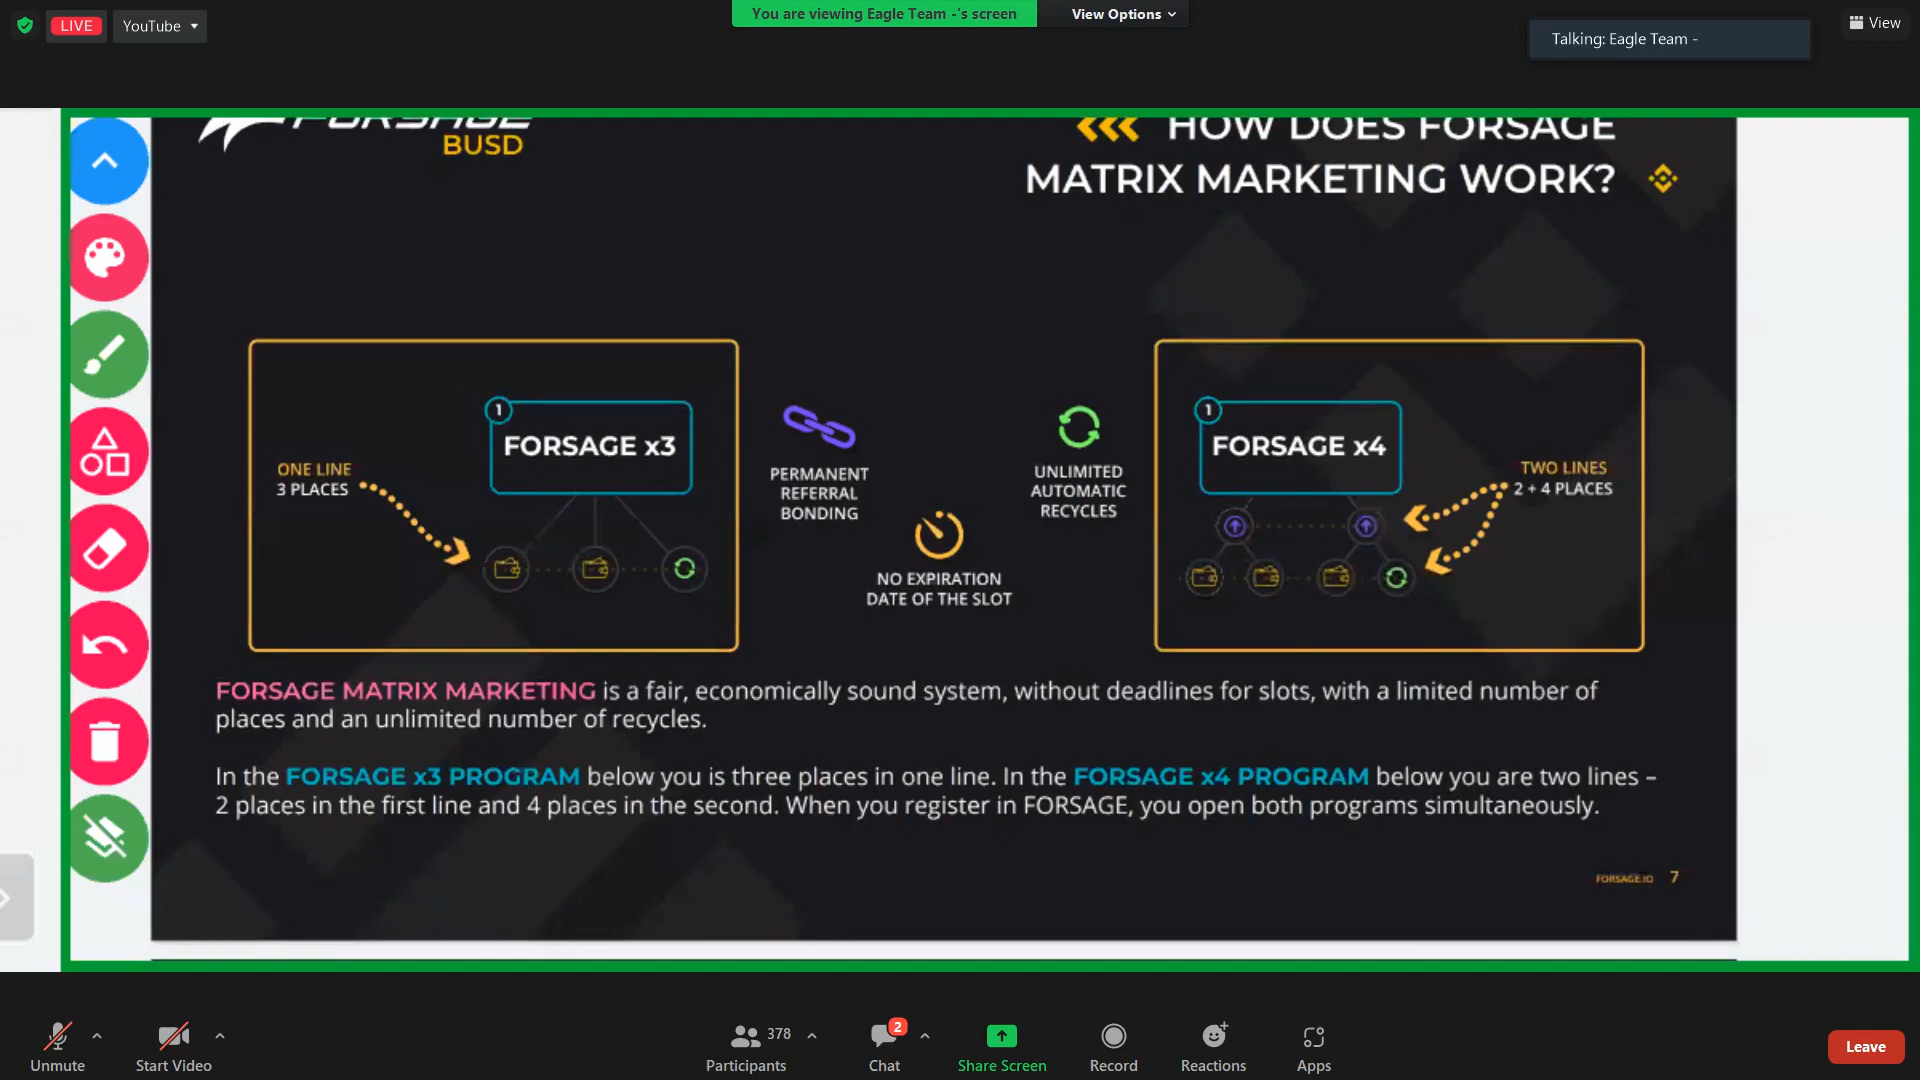 LIVE
YouTube
You are viewing Eagle Team -'s screen
View Options
Talking: Eagle Team -
View
FORSAGE
BUSD
HOW DOES FORSAGE
MATRIX MARKETING WORK?
1
FORSAGE x3
ONE LINE
3 PLACES
PERMANENT
REFERRAL
BONDING
NO EXPIRATION
DATE OF THE SLOT
UNLIMITED
AUTOMATIC
RECYCLES
1
FORSAGE x4
TWO LINES
2 + 4 PLACES
FORSAGE MATRIX MARKETING is a fair, economically sound system, without deadlines for slots, with a limited number of
places and an unlimited number of recycles.
In the FORSAGE x3 PROGRAM below you is three places in one line. In the FORSAGE x4 PROGRAM below you are two lines –
2 places in the first line and 4 places in the second. When you register in FORSAGE, you open both programs simultaneously.
FORSAGE.IO 7
Unmute
Start Video
378
Participants
2
Chat
Share Screen
Record
Reactions
Apps
Leave